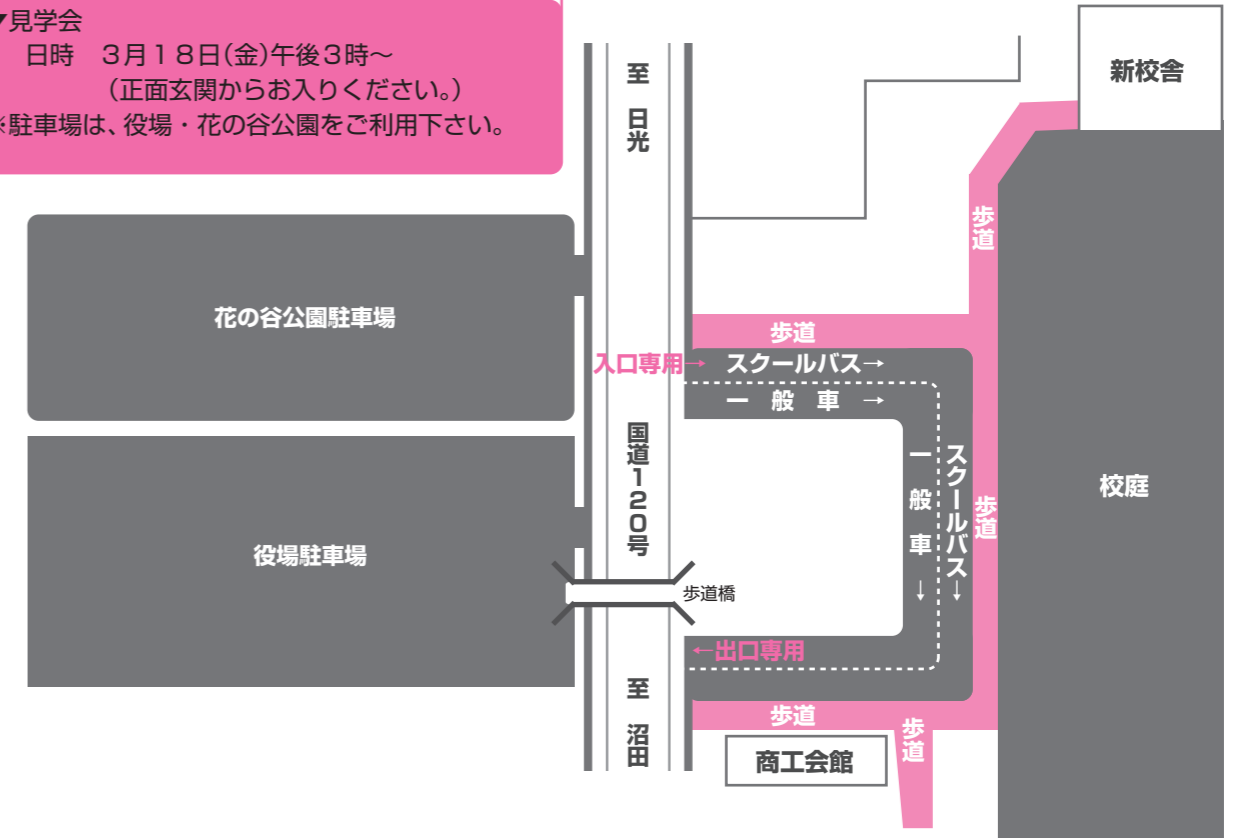 ▼見学会
日時　３月１８日(金)午後３時～
（正面玄関からお入りください。）
※駐車場は、役場・花の谷公園をご利用下さい。
至　日光
新校舎
歩道
花の谷公園駐車場
歩道
入口専用→
スクールバス→
一　般　車　→
国道120号
一　般　車　→
スクールバス→
歩道
校庭
役場駐車場
歩道橋
←出口専用
至　沼田
歩道
歩道
商工会館